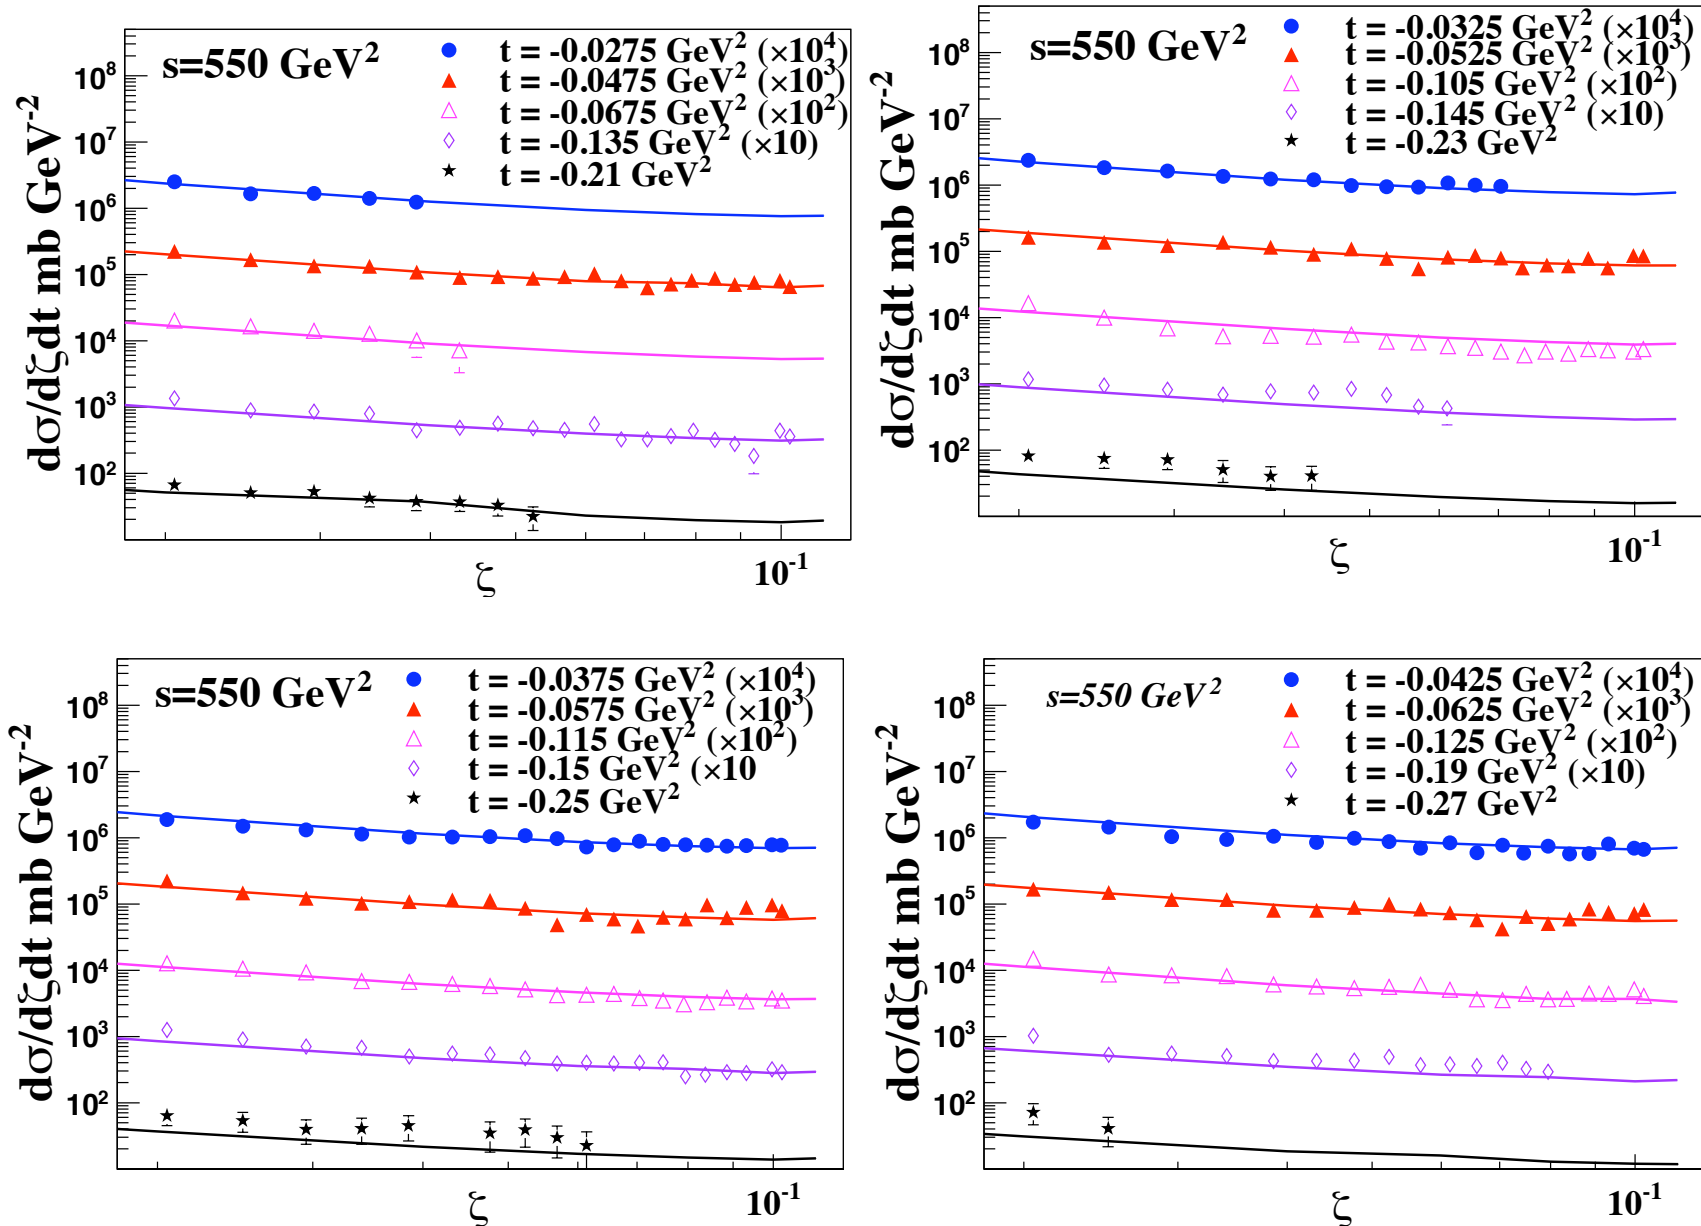 s=550 GeV²
t = -0.0275 GeV² (×10⁴)
t = -0.0475 GeV² (×10³)
t = -0.0675 GeV² (×10²)
t = -0.135 GeV² (×10)
t = -0.21 GeV²
10⁸
10⁷
10⁶
10⁵
10⁴
10³
10²
dσ/dζdt mb GeV⁻²
ζ
10⁻¹
s=550 GeV²
t = -0.0325 GeV² (×10⁴)
t = -0.0525 GeV² (×10³)
t = -0.105 GeV² (×10²)
t = -0.145 GeV² (×10)
t = -0.23 GeV²
10⁸
10⁷
10⁶
10⁵
10⁴
10³
10²
dσ/dζdt mb GeV⁻²
ζ
10⁻¹
s=550 GeV²
t = -0.0375 GeV² (×10⁴)
t = -0.0575 GeV² (×10³)
t = -0.115 GeV² (×10²)
t = -0.15 GeV² (×10
t = -0.25 GeV²
10⁸
10⁷
10⁶
10⁵
10⁴
10³
10²
dσ/dζdt mb GeV⁻²
ζ
10⁻¹
s=550 GeV²
t = -0.0425 GeV² (×10⁴)
t = -0.0625 GeV² (×10³)
t = -0.125 GeV² (×10²)
t = -0.19 GeV² (×10)
t = -0.27 GeV²
10⁸
10⁷
10⁶
10⁵
10⁴
10³
10²
dσ/dζdt mb GeV⁻²
ζ
10⁻¹